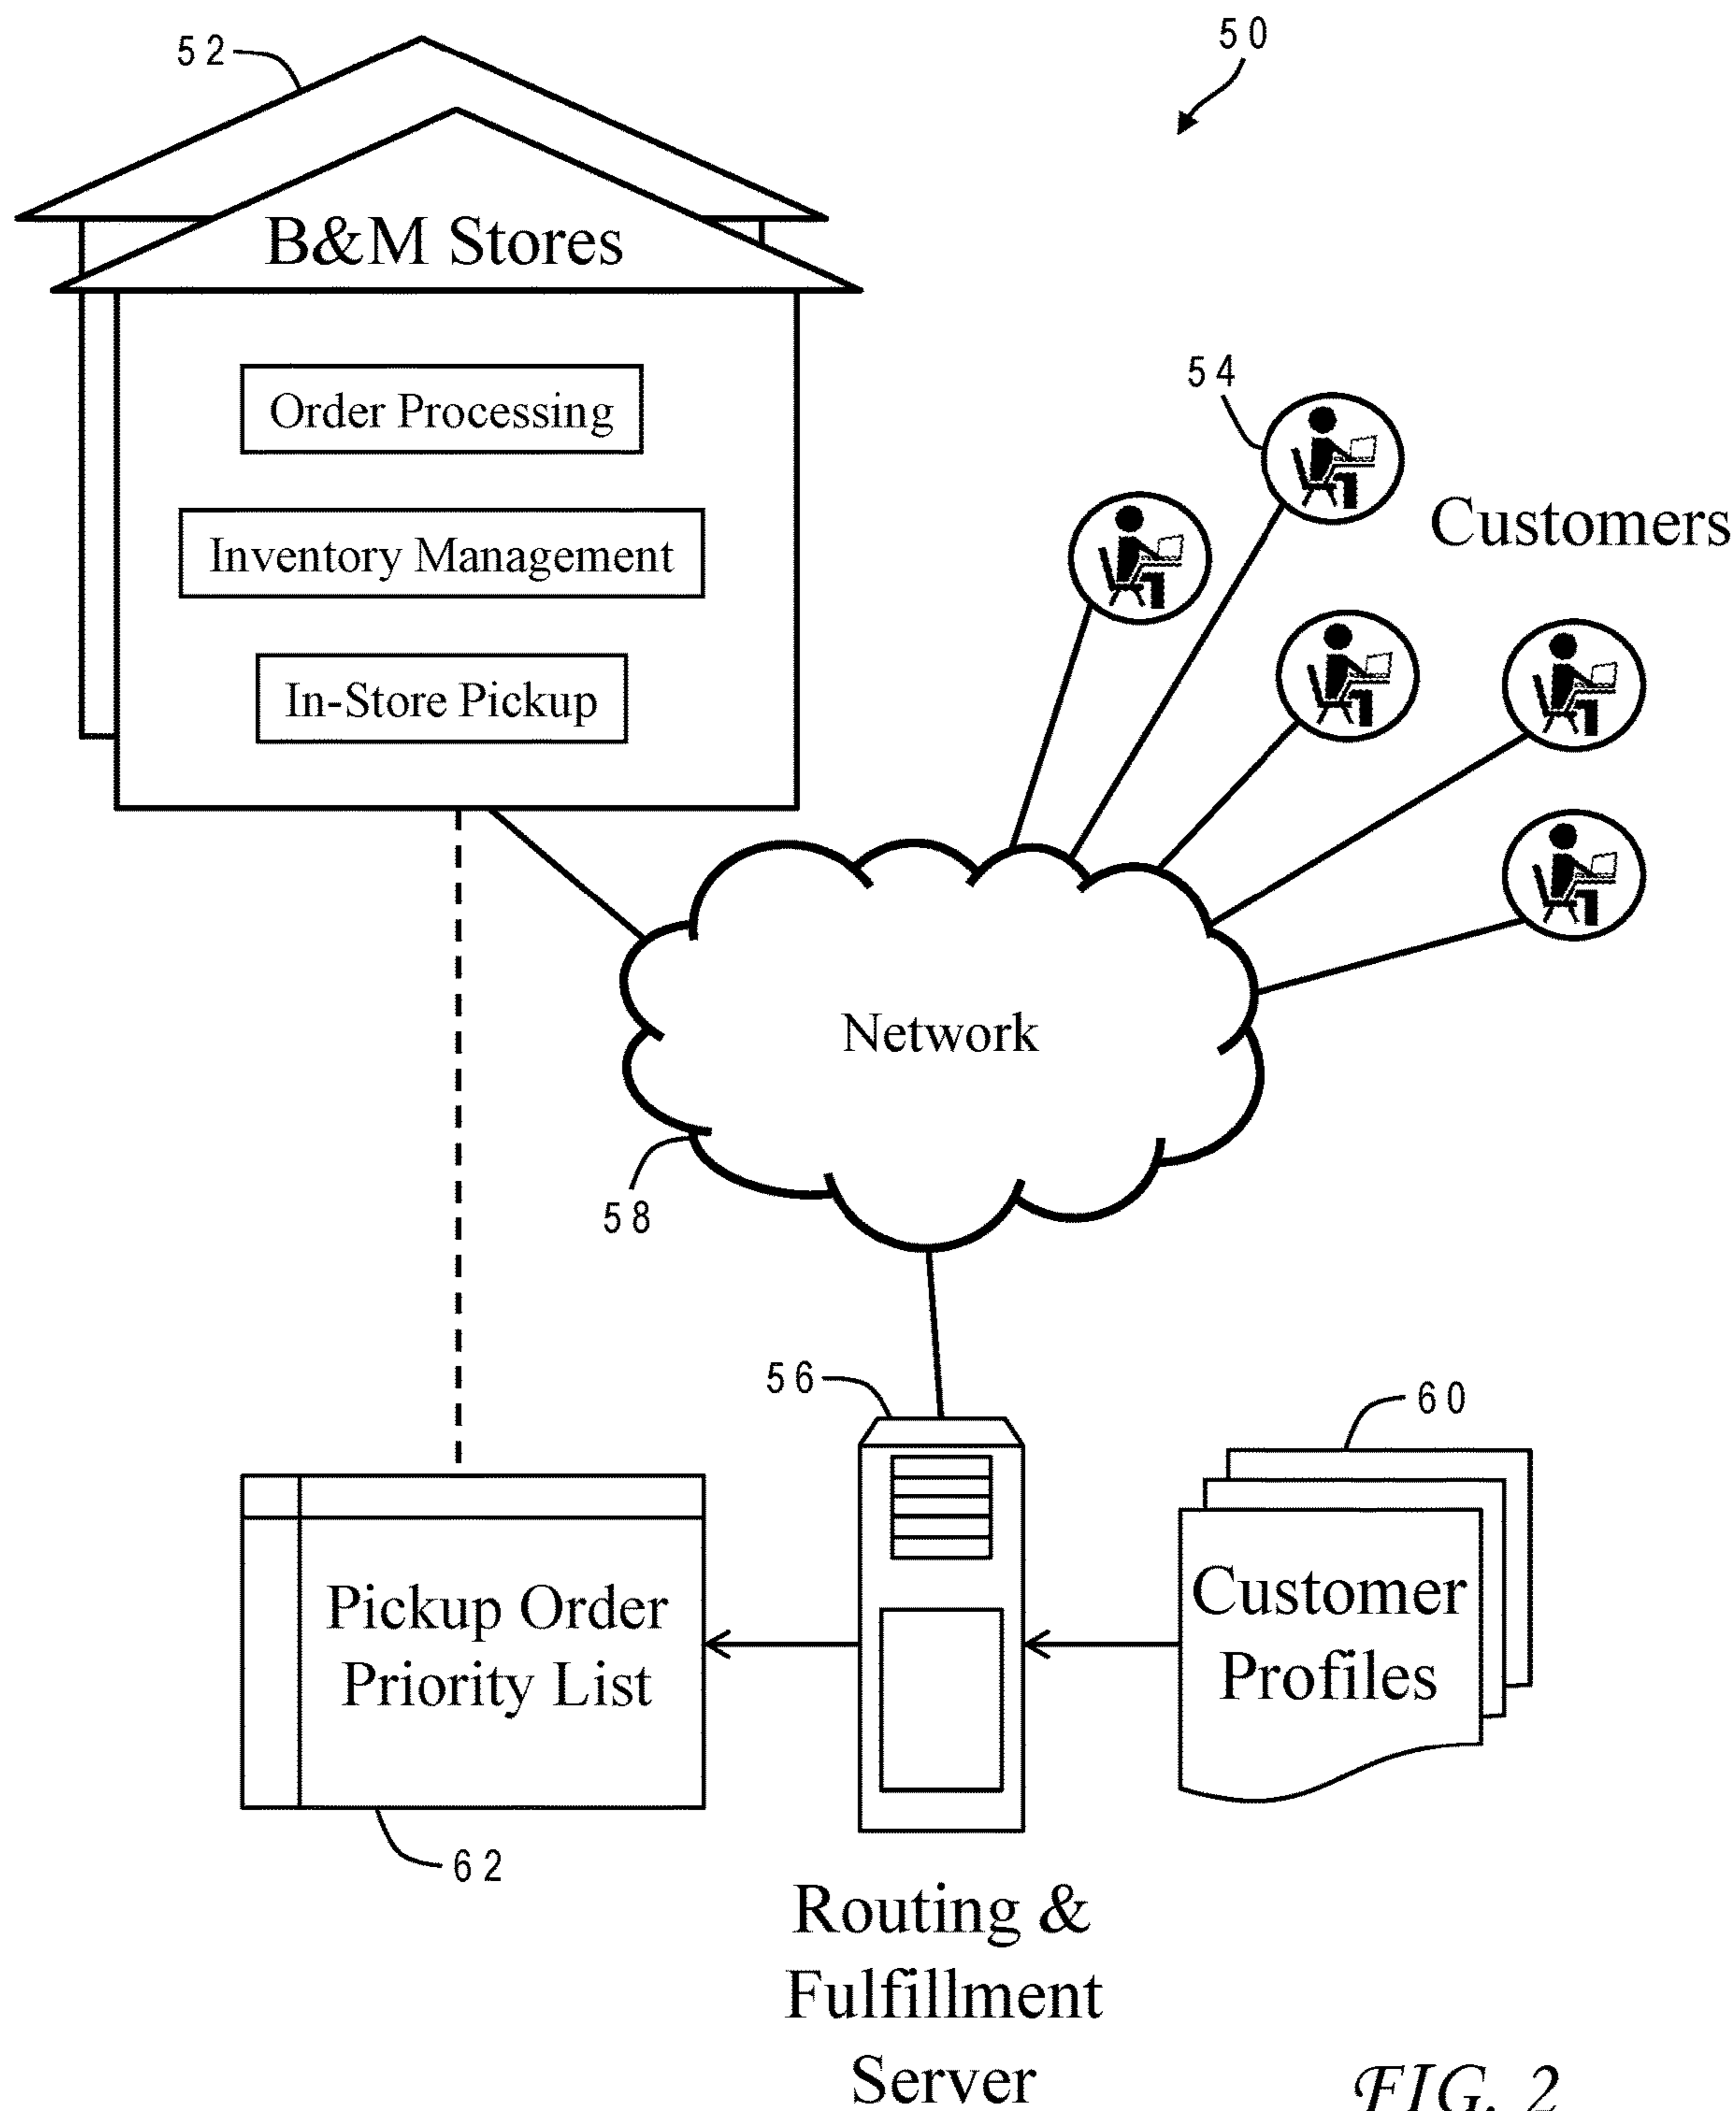 50
52
B&M Stores
Order Processing
Inventory Management
In-Store Pickup
54
Customers
Network
58
56
60
Pickup Order
Priority List
Customer
Profiles
62
Routing &
Fulfillment
Server
FIG. 2